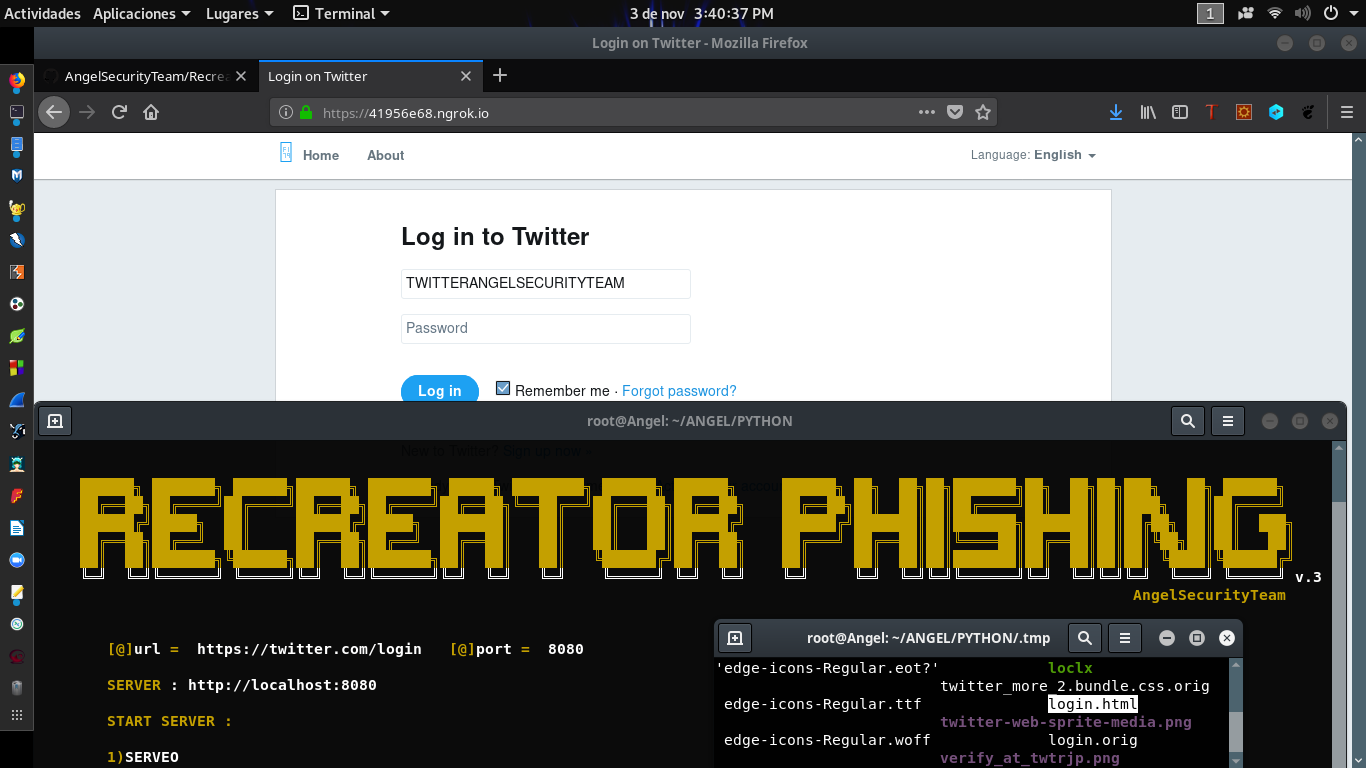 Actividades Aplicaciones Lugares Terminal 3 de nov 3:40:37 PM 1
Login on Twitter - Mozilla Firefox
AngelSecurityTeam/Recrea Login on Twitter
https://41956e68.ngrok.io
Home About Language: English
Log in to Twitter
TWITTERANGELSECURITYTEAM
Password
Log in Remember me · Forgot password?
root@Angel: ~/ANGEL/PYTHON
New to Twitter? Sign up now
RECREATOR PHISHING
v.3
AngelSecurityTeam
[@]url = https://twitter.com/login [@]port = 8080
SERVER : http://localhost:8080
START SERVER :
1)SERVEO
root@Angel: ~/ANGEL/PYTHON/.tmp
'edge-icons-Regular.eot?' loclx
twitter_more_2.bundle.css.orig
edge-icons-Regular.ttf login.html
twitter-web-sprite-media.png
edge-icons-Regular.woff login.orig
verify_at_twtrjp.png